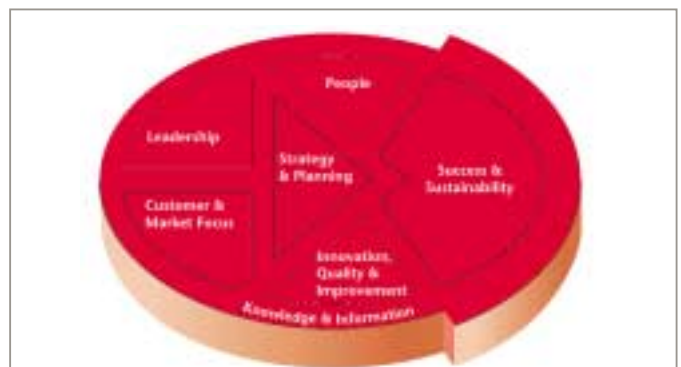 People
Leadership
Strategy
& Planning
Success &
Sustainability
Customer &
Market Focus
Innovation,
Quality &
Improvement
Knowledge & Information